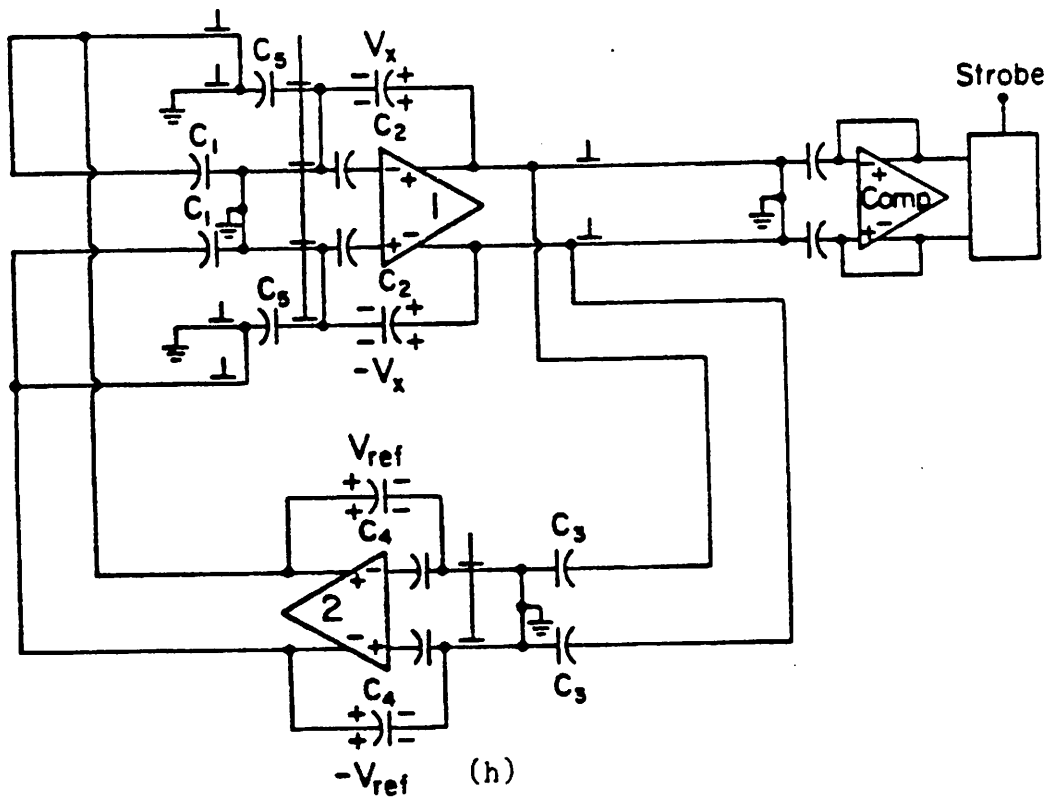 C5
Vx
- +
- +
C2
Strobe
C1
- +
1
+ -
C1
- +
Comp
+ -
C5
C2
- +
- +
-Vx
Vref
+ -
+ -
C4
C3
- +
2
- +
C4
C3
+ -
+ -
-Vref
(h)